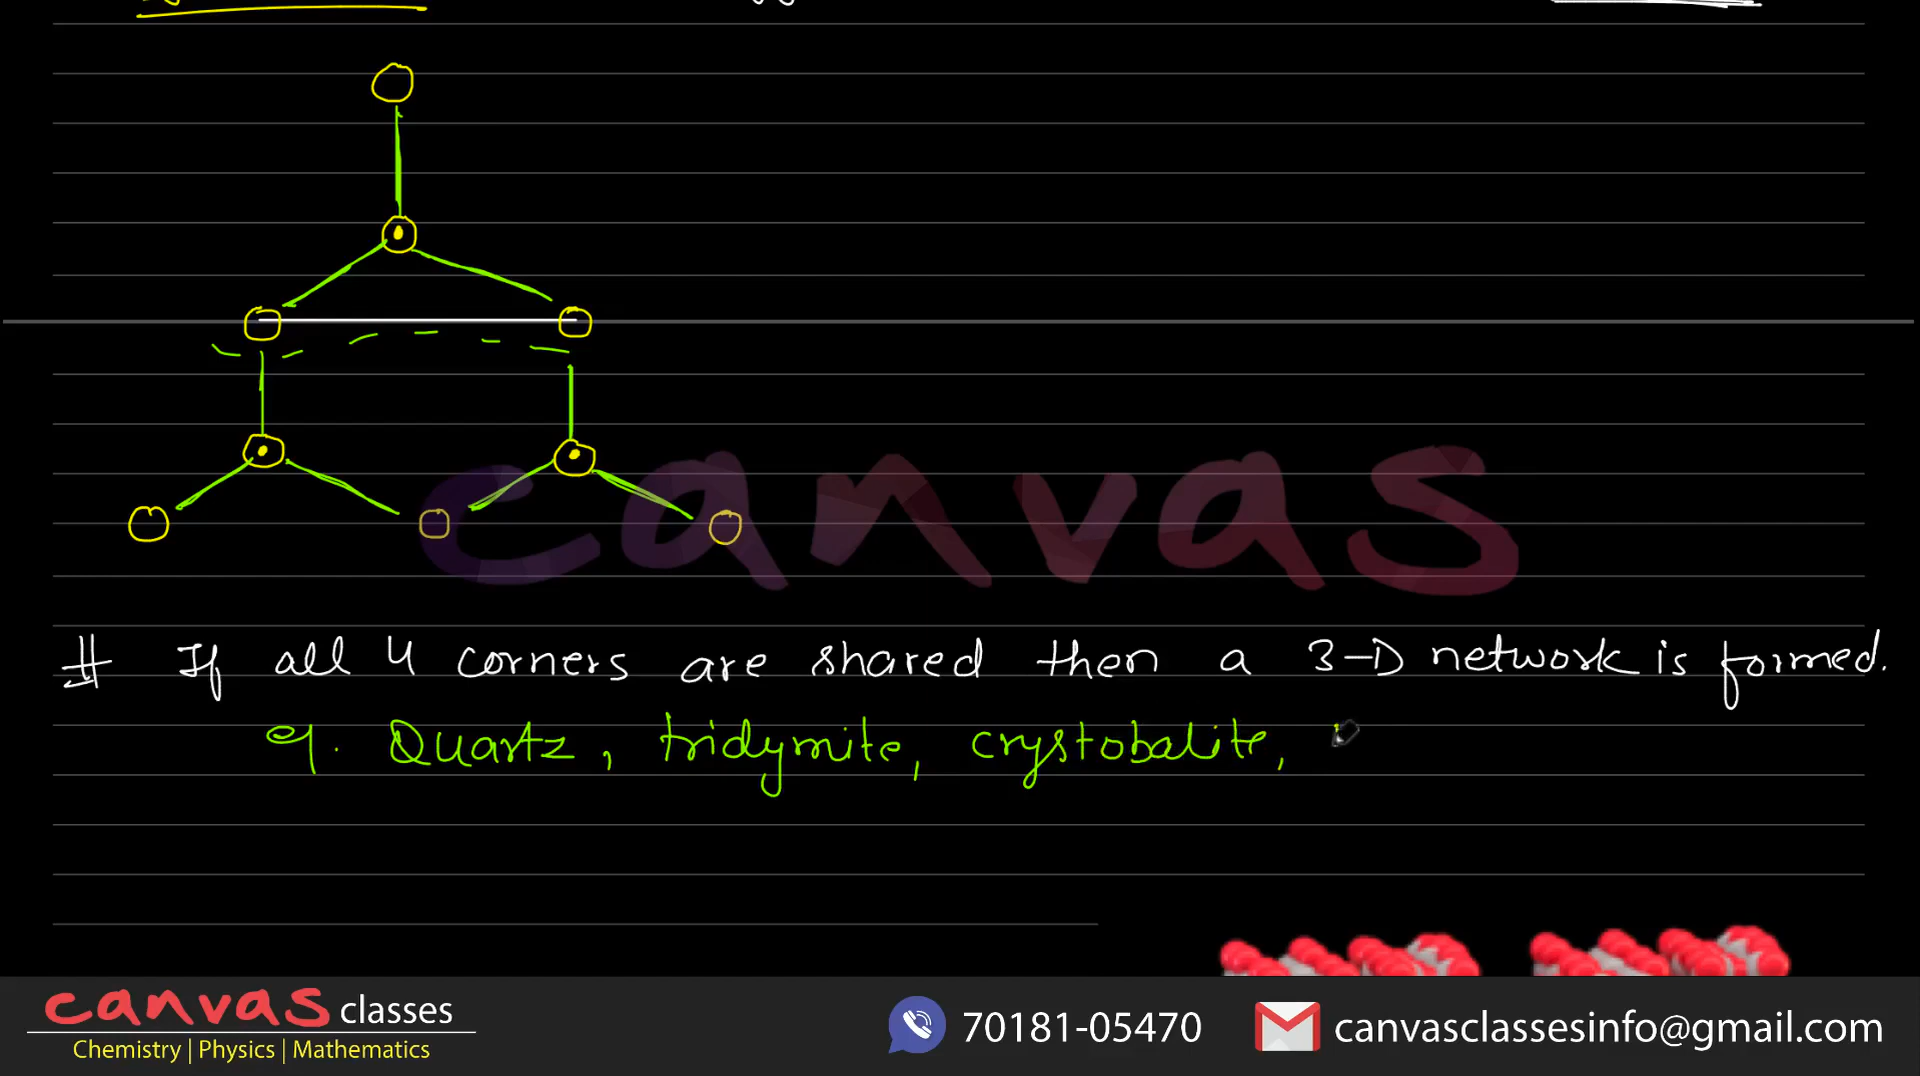 canvas
# If all 4 corners are shared then a 3-D network is formed.
eg. Quartz, tridymite, crystobalite,
canvas classes
Chemistry | Physics | Mathematics
70181-05470
canvasclassesinfo@gmail.com